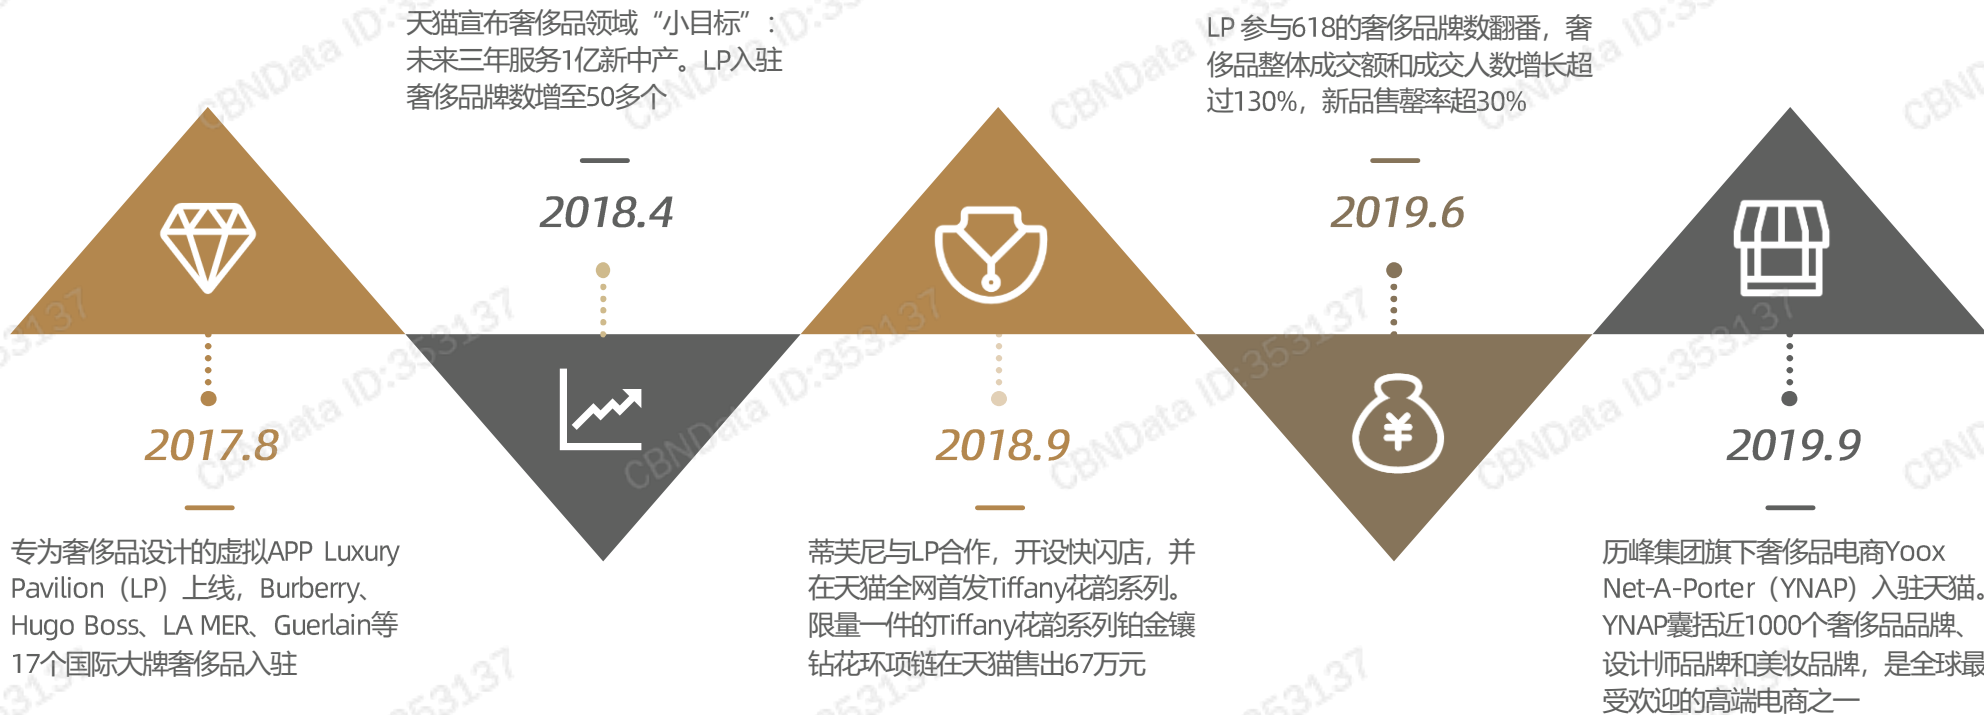 天猫宣布奢侈品领域“小目标”：
未来三年服务1亿新中产。LP入驻
奢侈品牌数增至50多个
2018.4
LP 参与618的奢侈品牌数翻番，奢
侈品整体成交额和成交人数增长超
过130%，新品售罄率超30%
2019.6
2017.8
专为奢侈品设计的虚拟APP Luxury
Pavilion（LP）上线，Burberry、
Hugo Boss、LA MER、Guerlain等
17个国际大牌奢侈品入驻
2018.9
蒂芙尼与LP合作，开设快闪店，并
在天猫全网首发Tiffany花韵系列。
限量一件的Tiffany花韵系列铂金镶
钻花环项链在天猫售出67万元
2019.9
历峰集团旗下奢侈品电商Yoox
Net-A-Porter（YNAP）入驻天猫。
YNAP囊括近1000个奢侈品品牌、
设计师品牌和美妆品牌，是全球最
受欢迎的高端电商之一
CBNData ID:353137